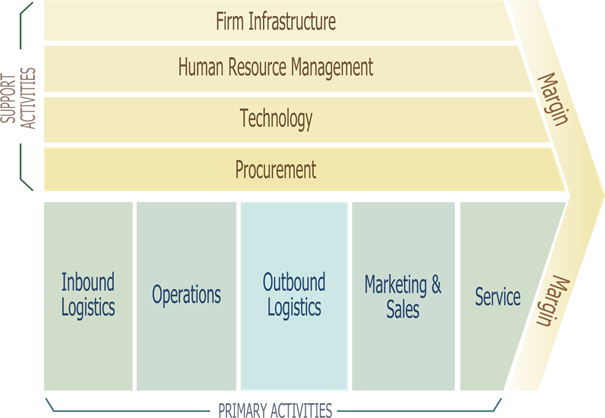 Firm Infrastructure
Human Resource Management
Technology
Procurement
SUPPORT
ACTIVITIES
Margin
Inbound
Logistics
Operations
Outbound
Logistics
Marketing &
Sales
Service
Margin
PRIMARY ACTIVITIES